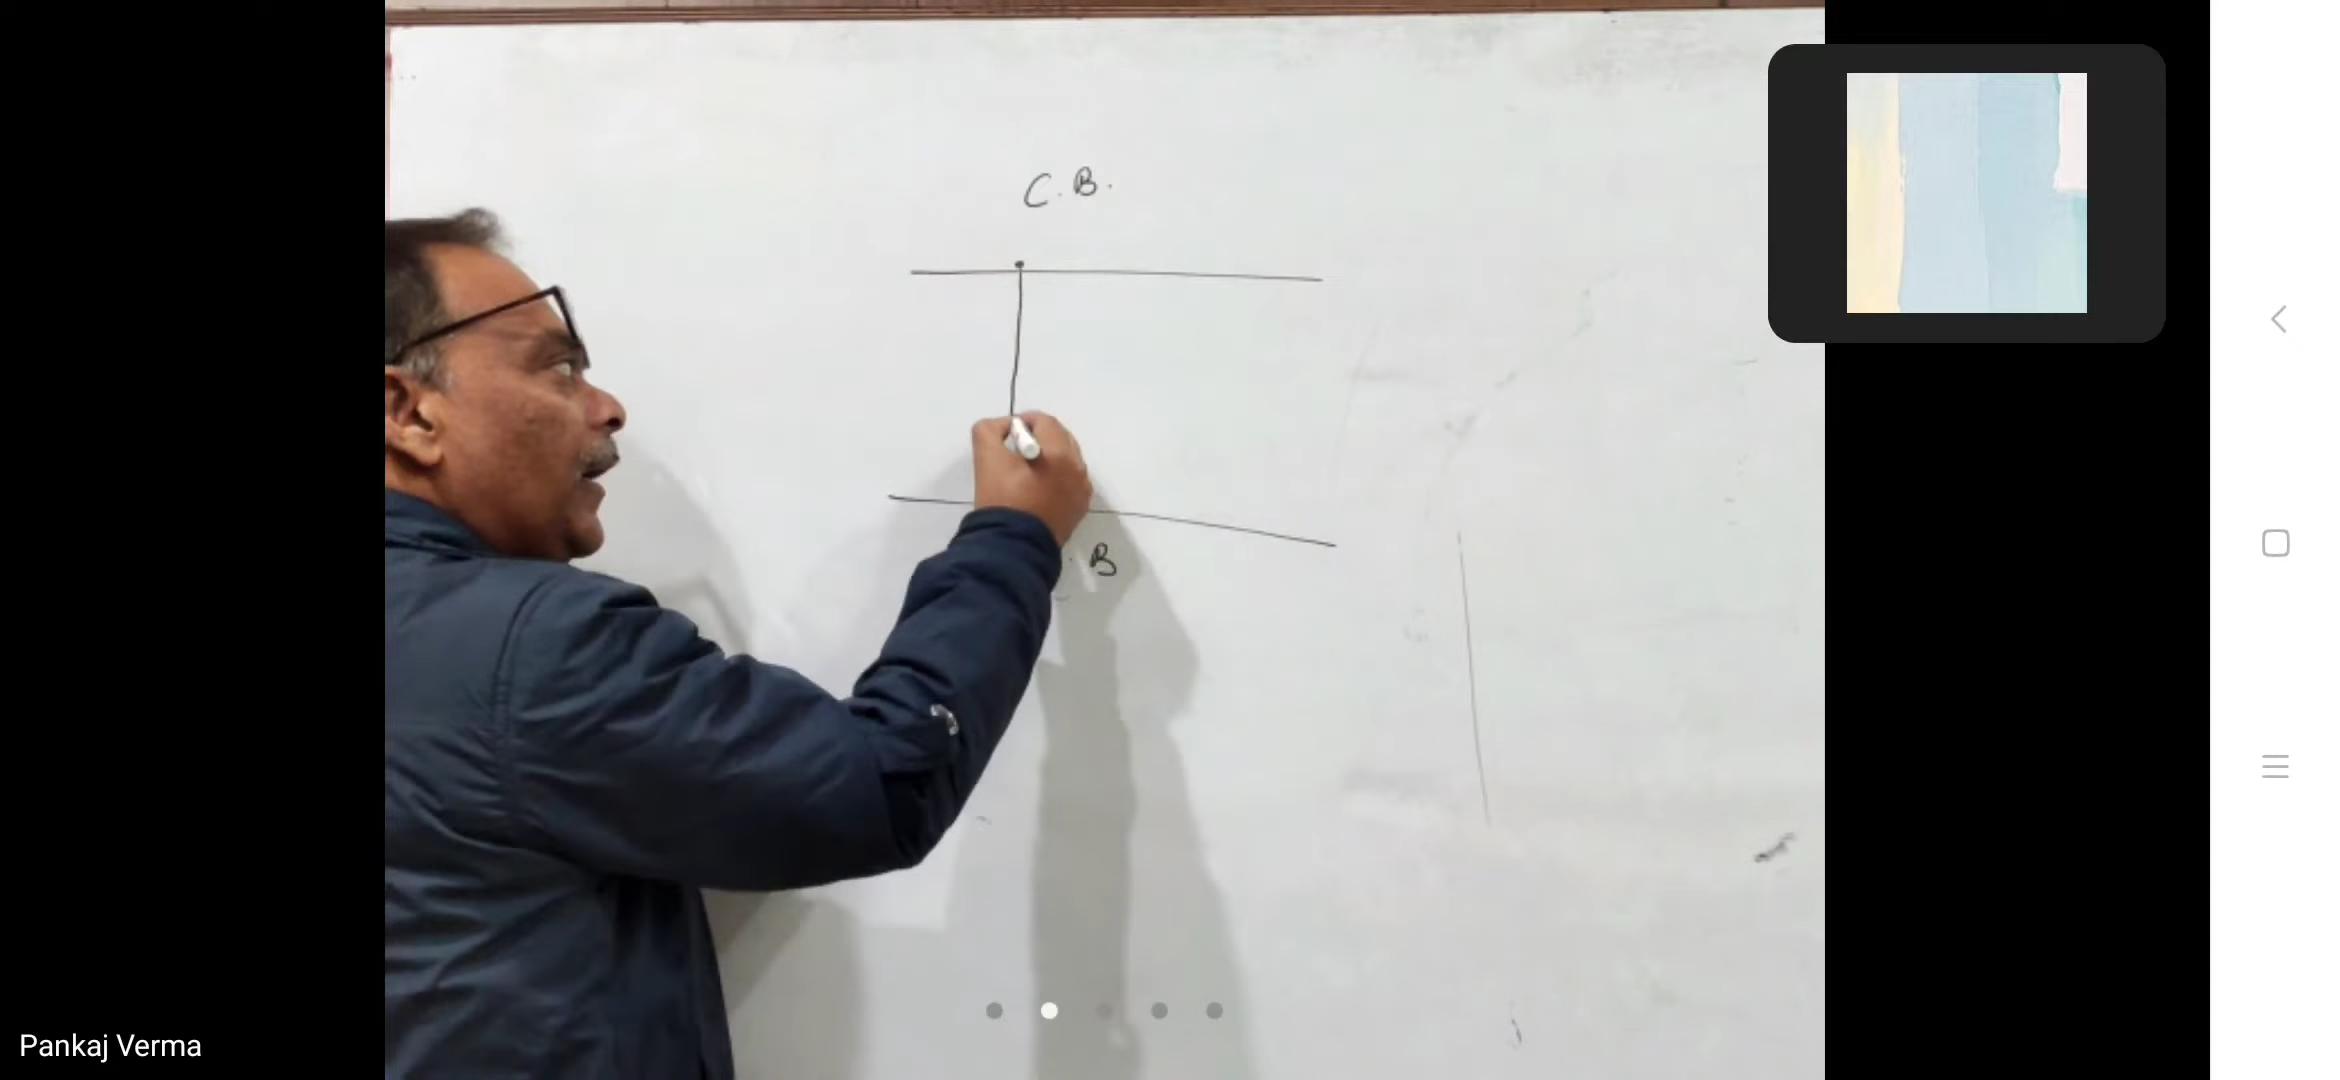 C. B.
. B
Pankaj Verma